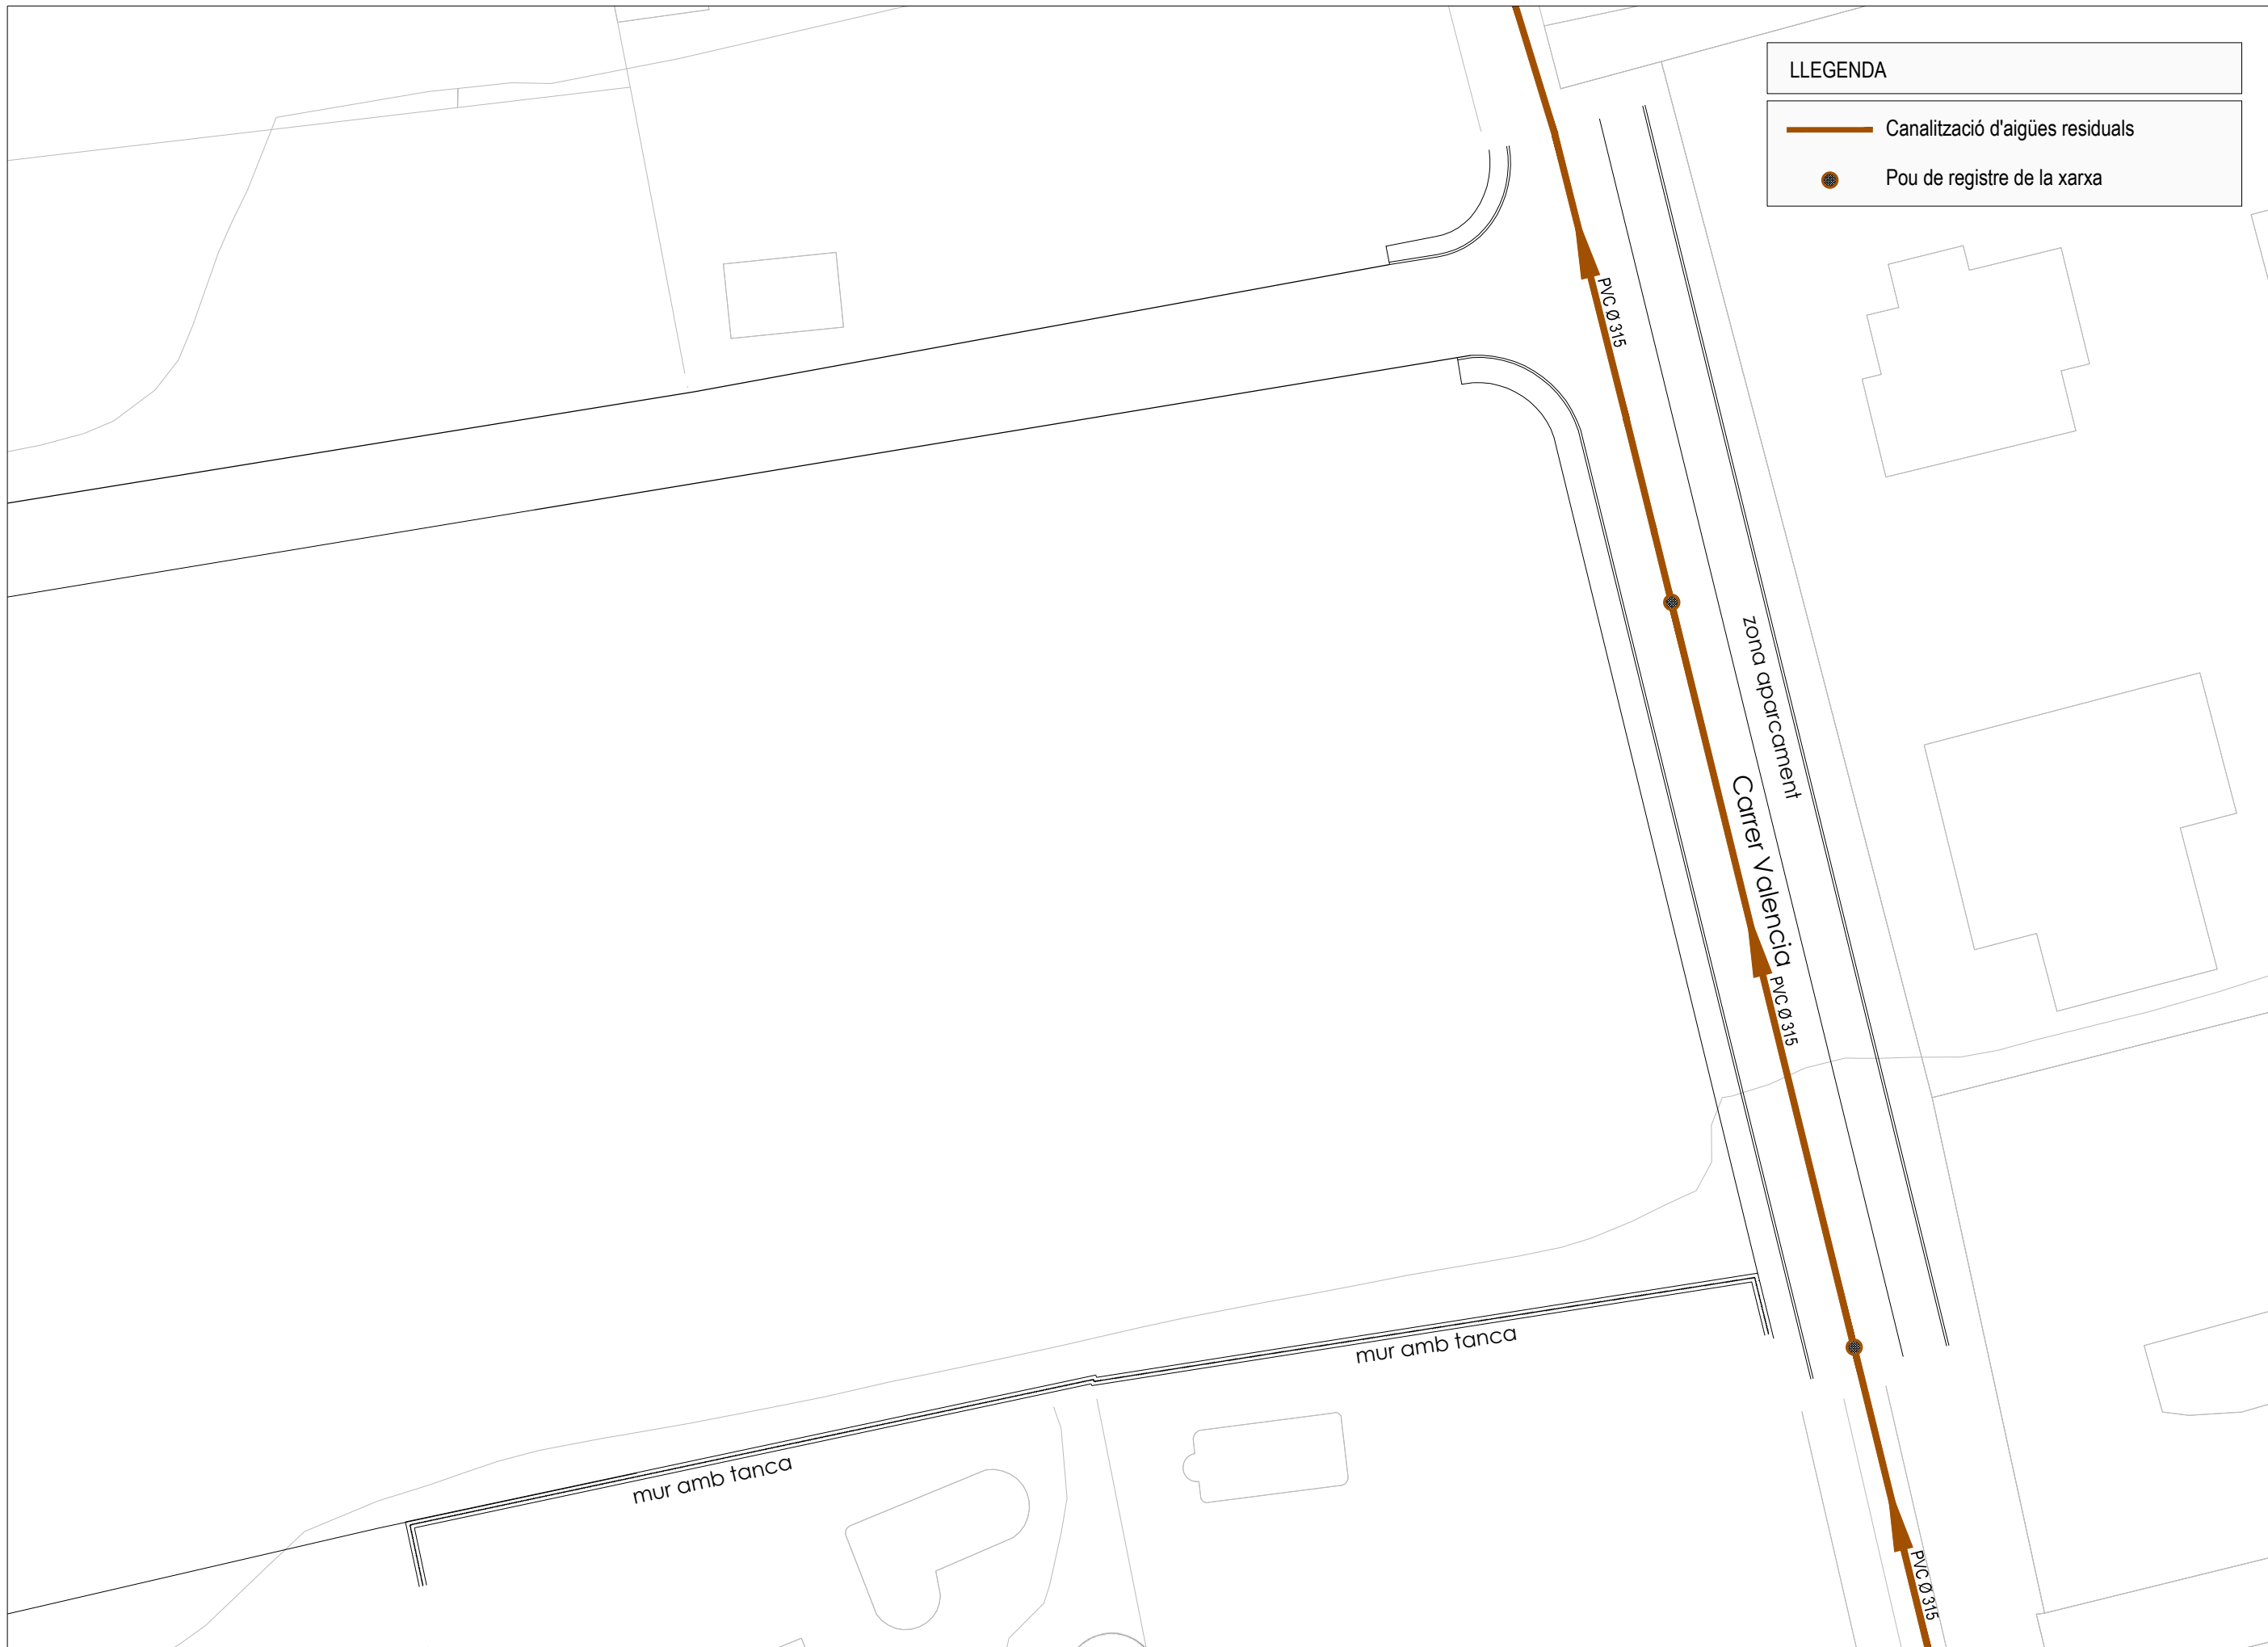 LLEGENDA
Canalització d'aigües residuals
Pou de registre de la xarxa
PVC Ø 315
zona aparcament
Carrer Valencia
PVC Ø 315
mur amb tanca
mur amb tanca
PVC Ø 315